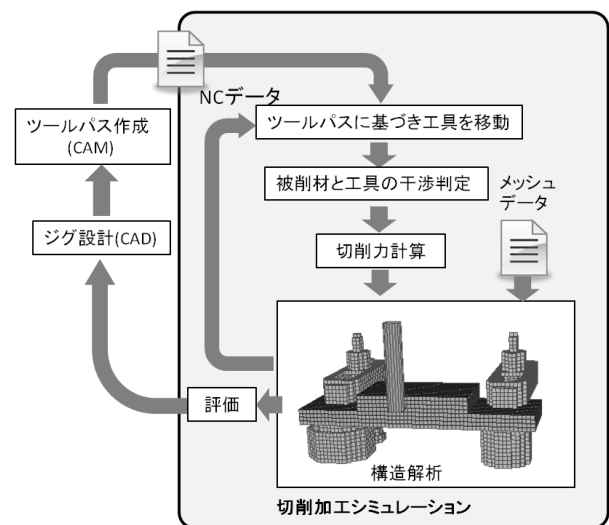 NCデータ
ツールパス作成
(CAM)
ツールパスに基づき工具を移動
被削材と工具の干渉判定
メッシュ
データ
ジグ設計(CAD)
切削力計算
評価
構造解析
切削加工シミュレーション